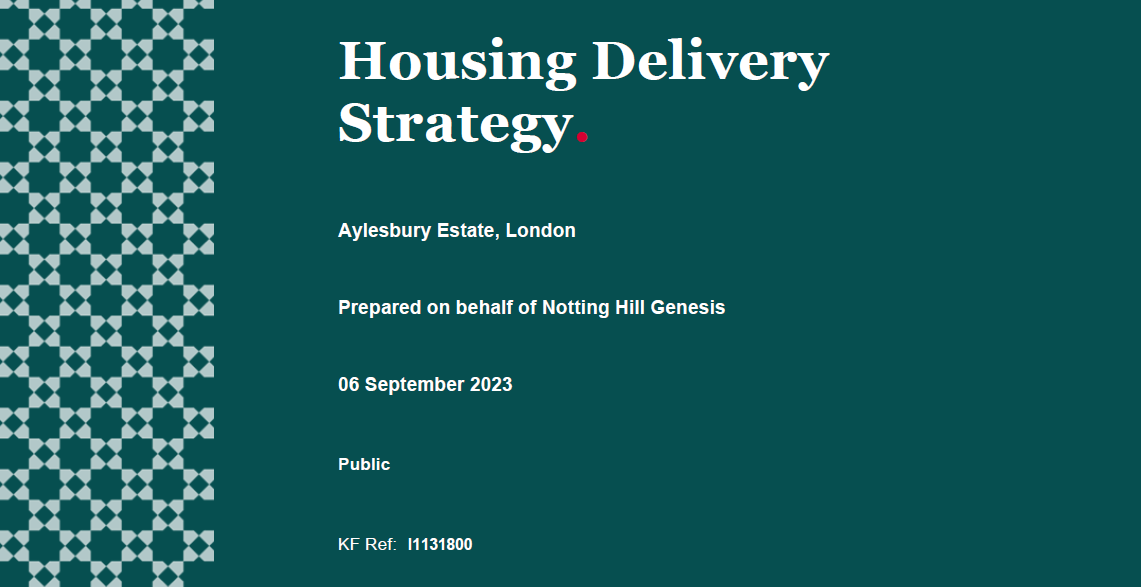 Housing Delivery
Strategy.
Aylesbury Estate, London
Prepared on behalf of Notting Hill Genesis
06 September 2023
Public
KF Ref: I1131800